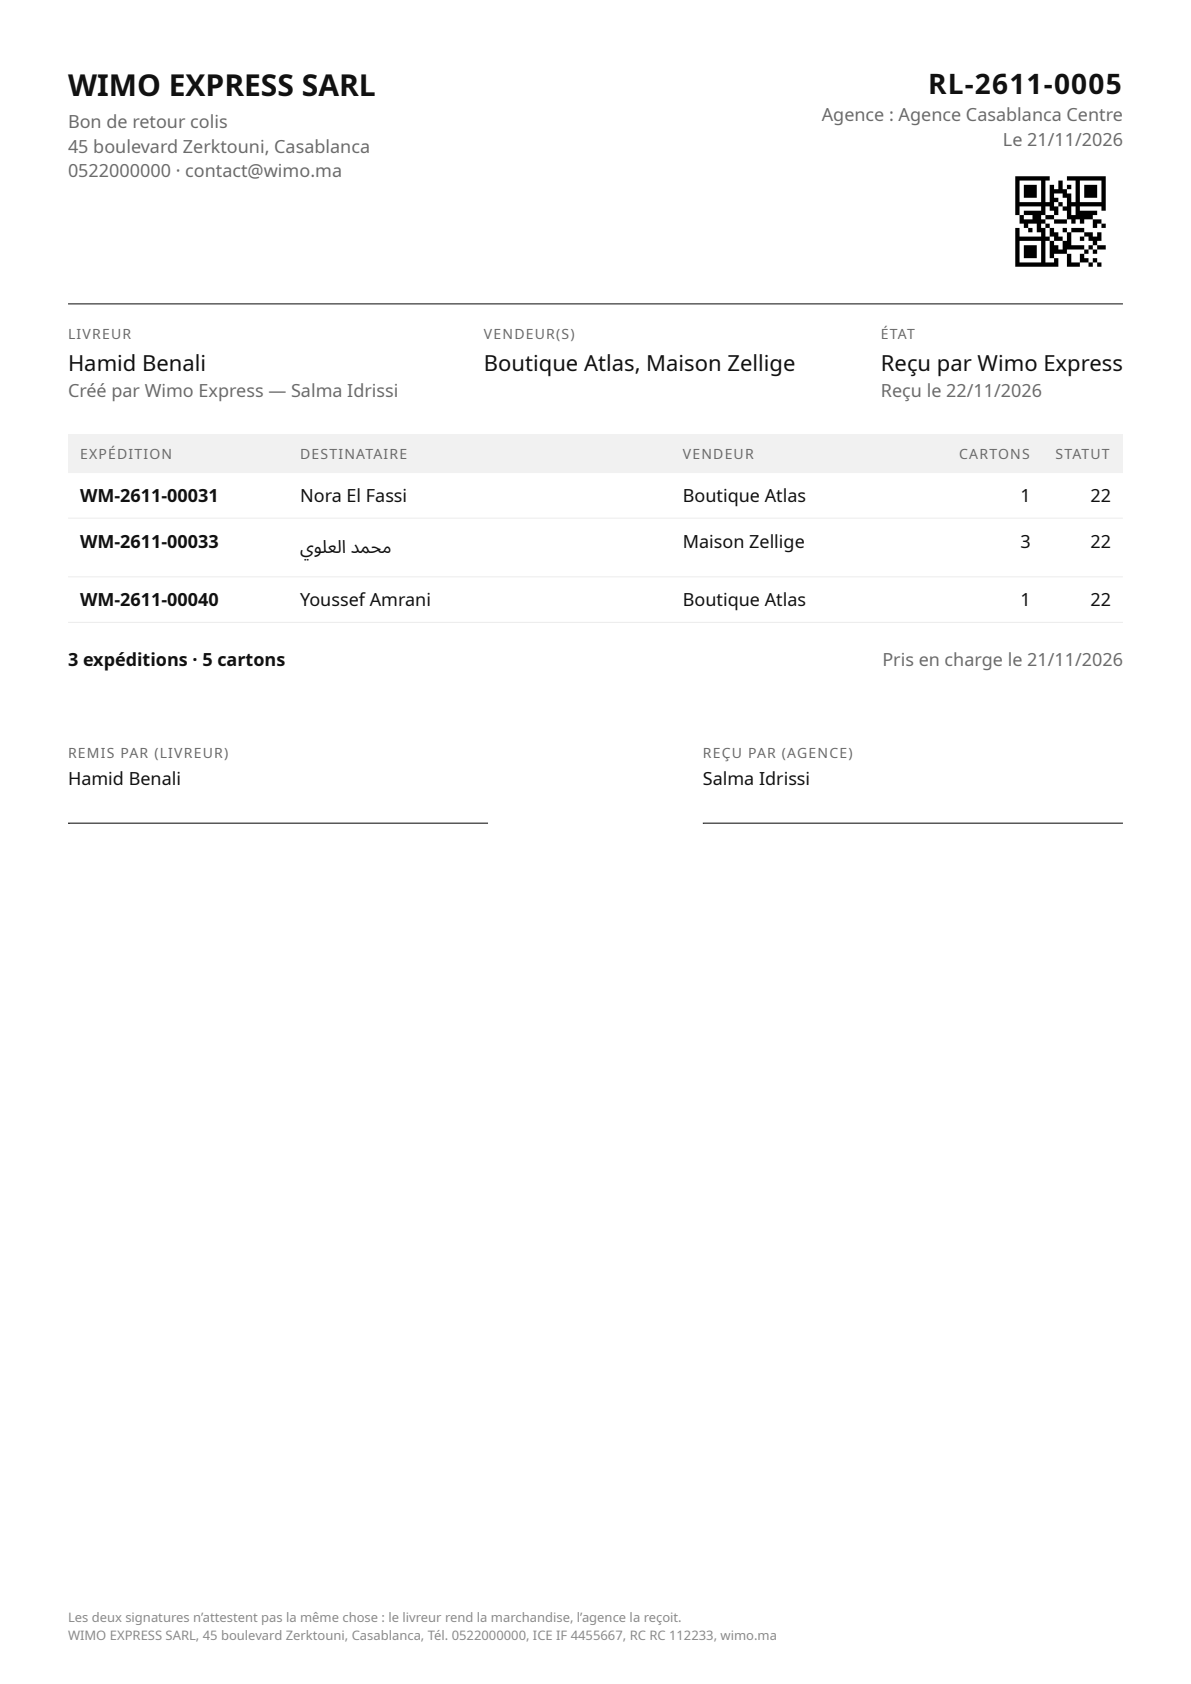 WIMO EXPRESS SARL
Bon de retour colis
45 boulevard Zerktouni, Casablanca
0522000000 · contact@wimo.ma
RL-2611-0005
Agence : Agence Casablanca Centre
Le 21/11/2026
LIVREUR
Hamid Benali
Créé par Wimo Express — Salma Idrissi
VENDEUR(S)
Boutique Atlas, Maison Zellige
ÉTAT
Reçu par Wimo Express
Reçu le 22/11/2026
EXPÉDITION DESTINATAIRE VENDEUR CARTONS STATUT
WM-2611-00031 Nora El Fassi Boutique Atlas 1 22
WM-2611-00033 محمد العلوي Maison Zellige 3 22
WM-2611-00040 Youssef Amrani Boutique Atlas 1 22
3 expéditions · 5 cartons Pris en charge le 21/11/2026
REMIS PAR (LIVREUR)
Hamid Benali
REÇU PAR (AGENCE)
Salma Idrissi
Les deux signatures n’attestent pas la même chose : le livreur rend la marchandise, l’agence la reçoit.
WIMO EXPRESS SARL, 45 boulevard Zerktouni, Casablanca, Tél. 0522000000, ICE IF 4455667, RC RC 112233, wimo.ma